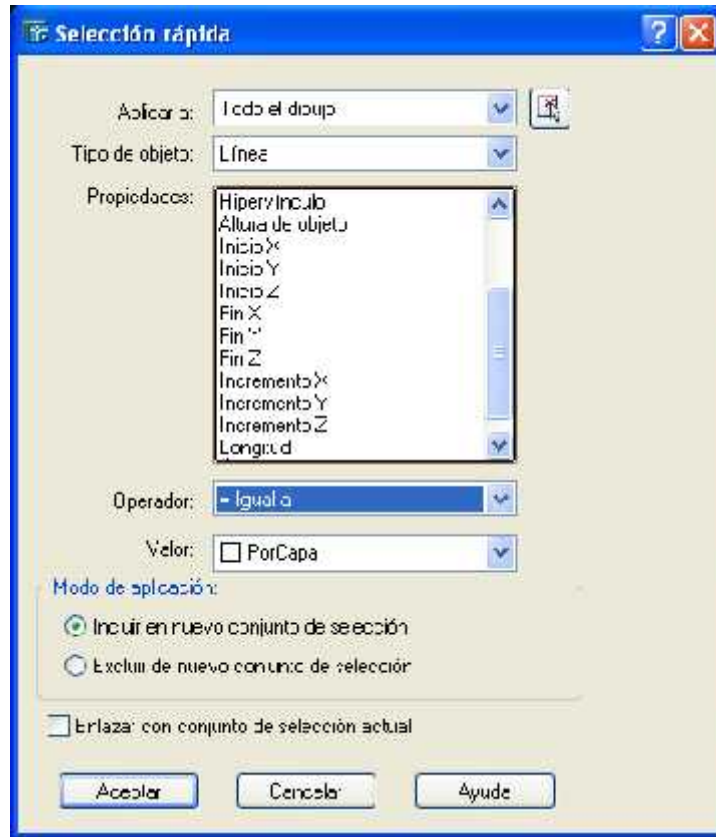 Selección rápida
Aplicar a: Todo el dibujo
Tipo de objeto: Línea
Propiedades:
Hipervínculo
Altura de objeto
Inicio X
Inicio Y
Inicio Z
Fin X
Fin Y
Fin Z
Incremento X
Incremento Y
Incremento Z
Longitud
Operador: = Igual a
Valor: PorCapa
Modo de aplicación:
Incluir en nuevo conjunto de selección
Excluir de nuevo conjunto de selección
Enlazar con conjunto de selección actual
Aceptar Cancelar Ayuda